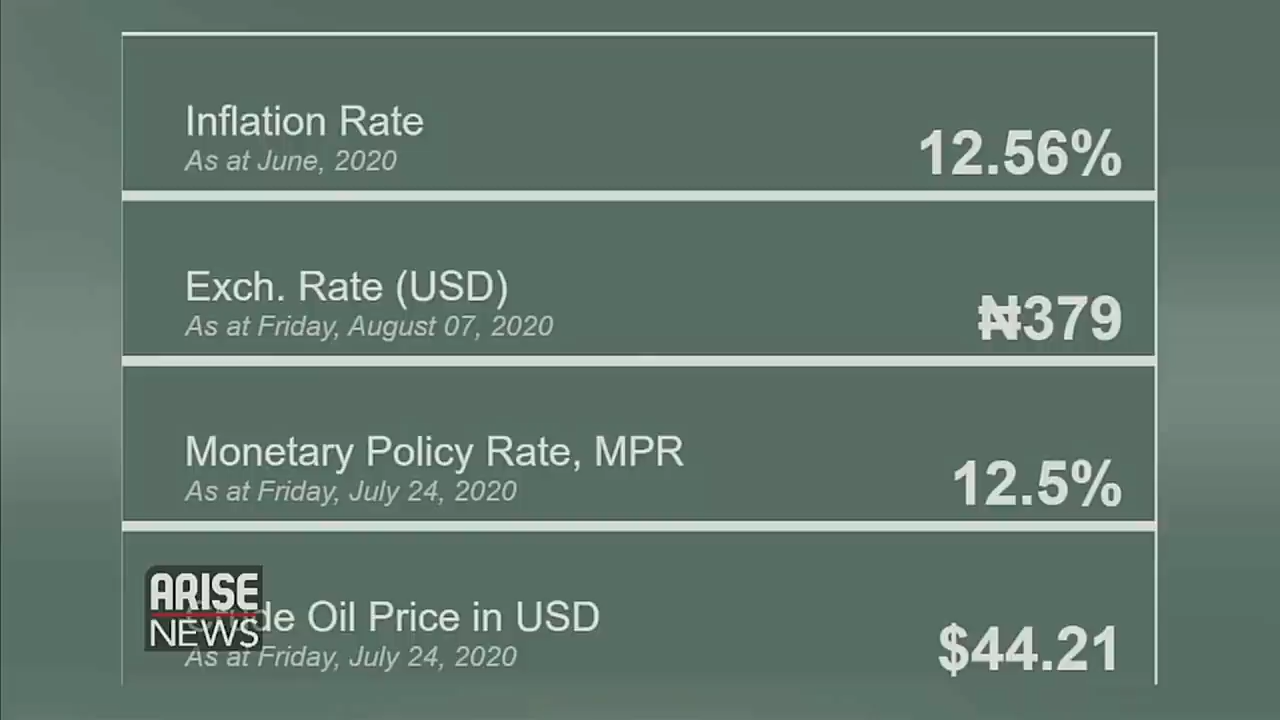 Inflation Rate
As at June, 2020
12.56%
Exch. Rate (USD)
As at Friday, August 07, 2020
₦379
Monetary Policy Rate, MPR
As at Friday, July 24, 2020
12.5%
Crude Oil Price in USD
As at Friday, July 24, 2020
$44.21
ARISE
NEWS